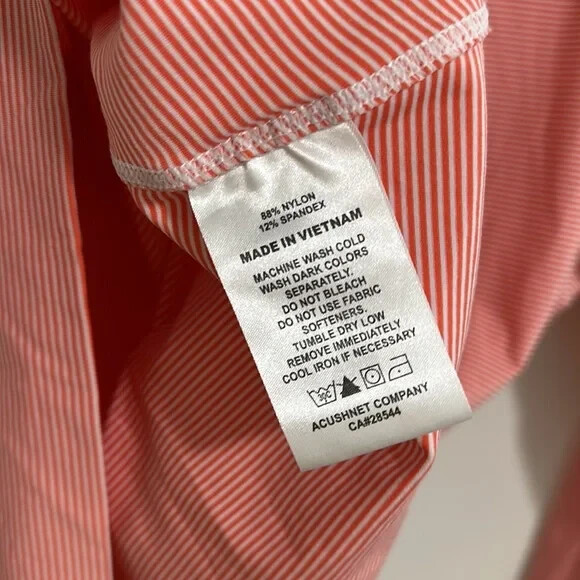 88% NYLON
12% SPANDEX
MADE IN VIETNAM
MACHINE WASH COLD
WASH DARK COLORS
SEPARATELY.
DO NOT BLEACH
DO NOT USE FABRIC
SOFTENERS.
TUMBLE DRY LOW
REMOVE IMMEDIATELY
COOL IRON IF NECESSARY
30C
ACUSHNET COMPANY
CA#28544